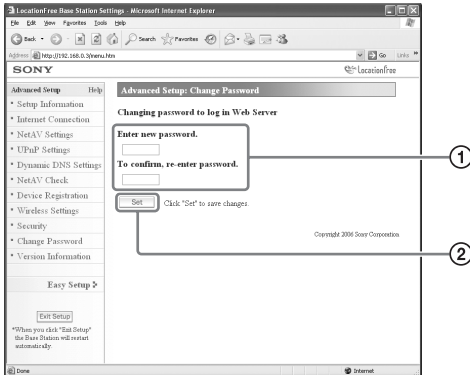 LocationFree Base Station Settings - Microsoft Internet Explorer
File Edit View Favorites Tools Help
Back Search Favorites
Address http://192.168.0.3/menu.htm Go Links
SONY LocationFree
Advanced Setup Help
Setup Information
Internet Connection
NetAV Settings
UPnP Settings
Dynamic DNS Settings
NetAV Check
Device Registration
Wireless Settings
Security
Change Password
Version Information
Easy Setup
Exit Setup
*When you click "Exit Setup"
the Base Station will restart
automatically.
Advanced Setup: Change Password
Changing password to log in Web Server
Enter new password.
To confirm, re-enter password.
Set Click "Set" to save changes.
Copyright 2006 Sony Corporation
1
2
Done Internet